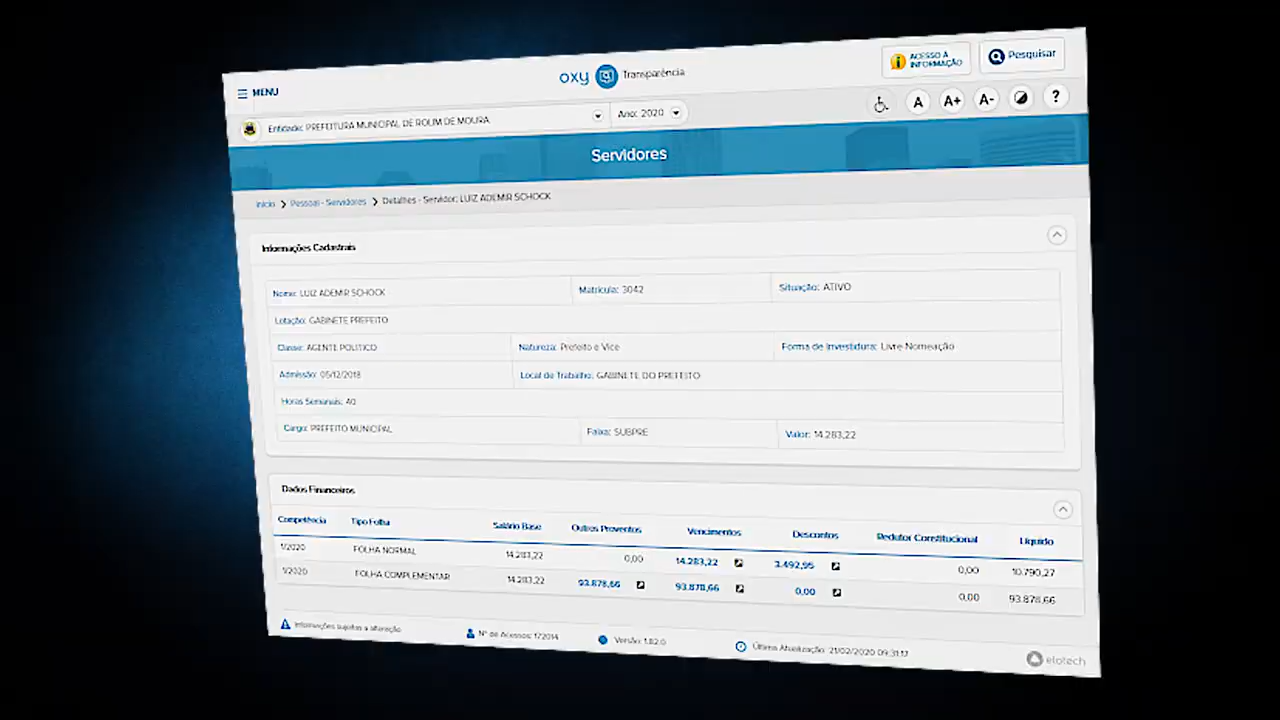 MENU
oxy Transparência
ACESSO À INFORMAÇÃO
Pesquisar
Entidade: PREFEITURA MUNICIPAL DE ROLIM DE MOURA
Ano: 2020
A A+ A- ?
Servidores
Início > Pessoal - Servidores > Detalhes - Servidor: LUIZ ADEMIR SCHOCK
Informações Cadastrais
Nome: LUIZ ADEMIR SCHOCK Matrícula: 3042 Situação: ATIVO
Lotação: GABINETE PREFEITO
Classe: AGENTE POLITICO Natureza: Prefeito e Vice Forma de Investidura: Livre Nomeação
Admissão: 05/12/2018 Local de Trabalho: GABINETE DO PREFEITO
Horas Semanais: 40
Cargo: PREFEITO MUNICIPAL Faixa: SUBPRE Valor: 14.283,22
Dados Financeiros
Competência Tipo Folha Salário Base Outros Proventos Vencimentos Descontos Redutor Constitucional Líquido
1/2020 FOLHA NORMAL 14.283,22 0,00 14.283,22 3.492,95 0,00 10.790,27
1/2020 FOLHA COMPLEMENTAR 14.283,22 93.878,66 93.878,66 0,00 0,00 93.878,66
Informações sujeitas a alteração
Nº de Acessos: 172014
Versão: 1.82.0
Última Atualização: 21/02/2020 09:31:17
elotech